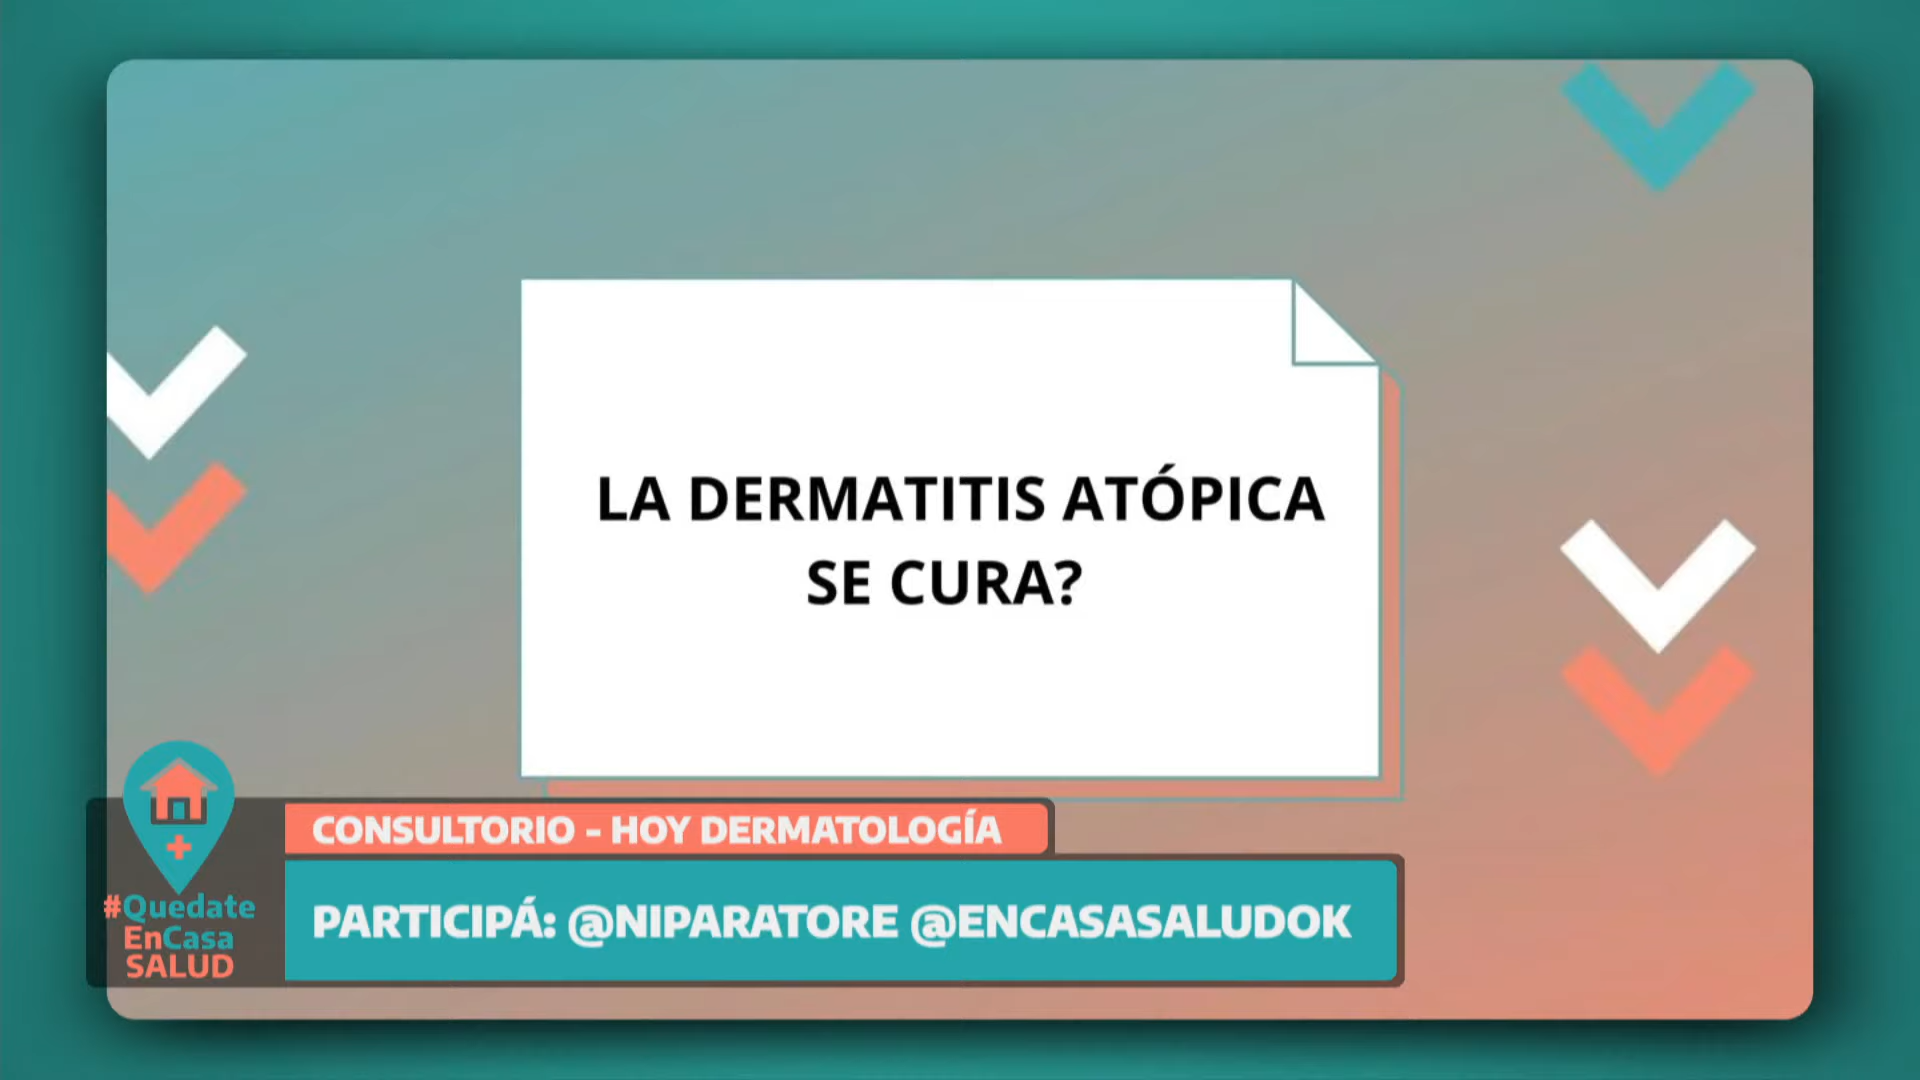 LA DERMATITIS ATÓPICA
SE CURA?
CONSULTORIO - HOY DERMATOLOGÍA
PARTICIPÁ: @NIPARATORE @ENCASASALUDOK
#Quedate
EnCasa
SALUD